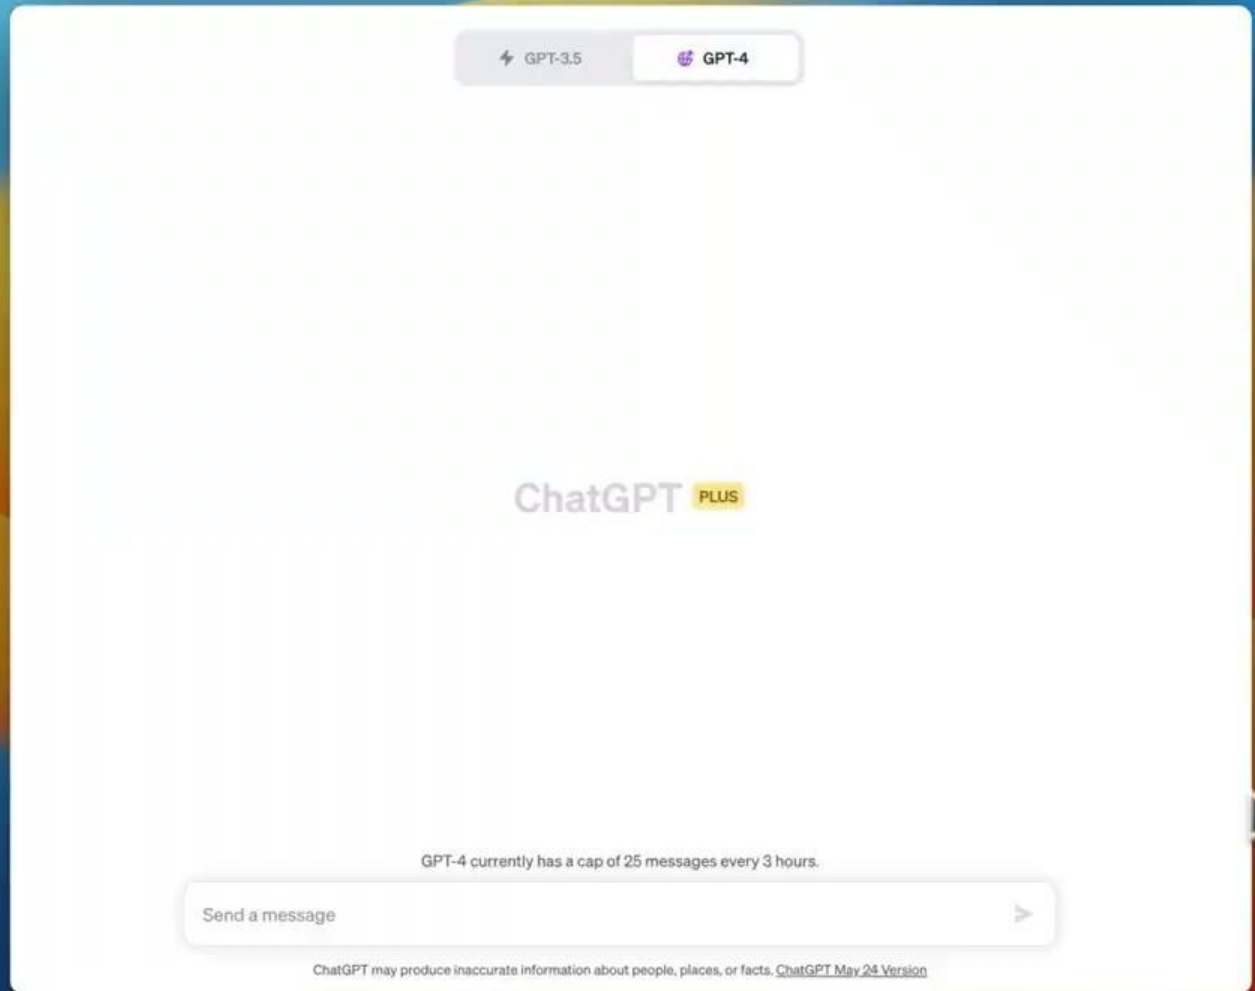 GPT-3.5 GPT-4
ChatGPT PLUS
GPT-4 currently has a cap of 25 messages every 3 hours.
Send a message
ChatGPT may produce inaccurate information about people, places, or facts. ChatGPT May 24 Version